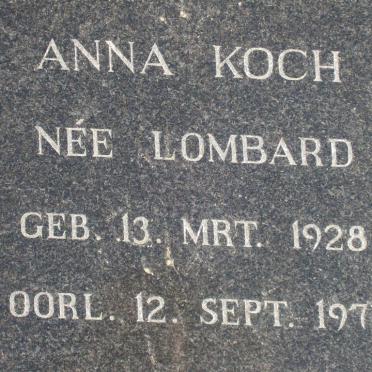 ANNA KOCH
NÉE LOMBARD
GEB. 13. MRT. 1928
OORL. 12. SEPT. 197